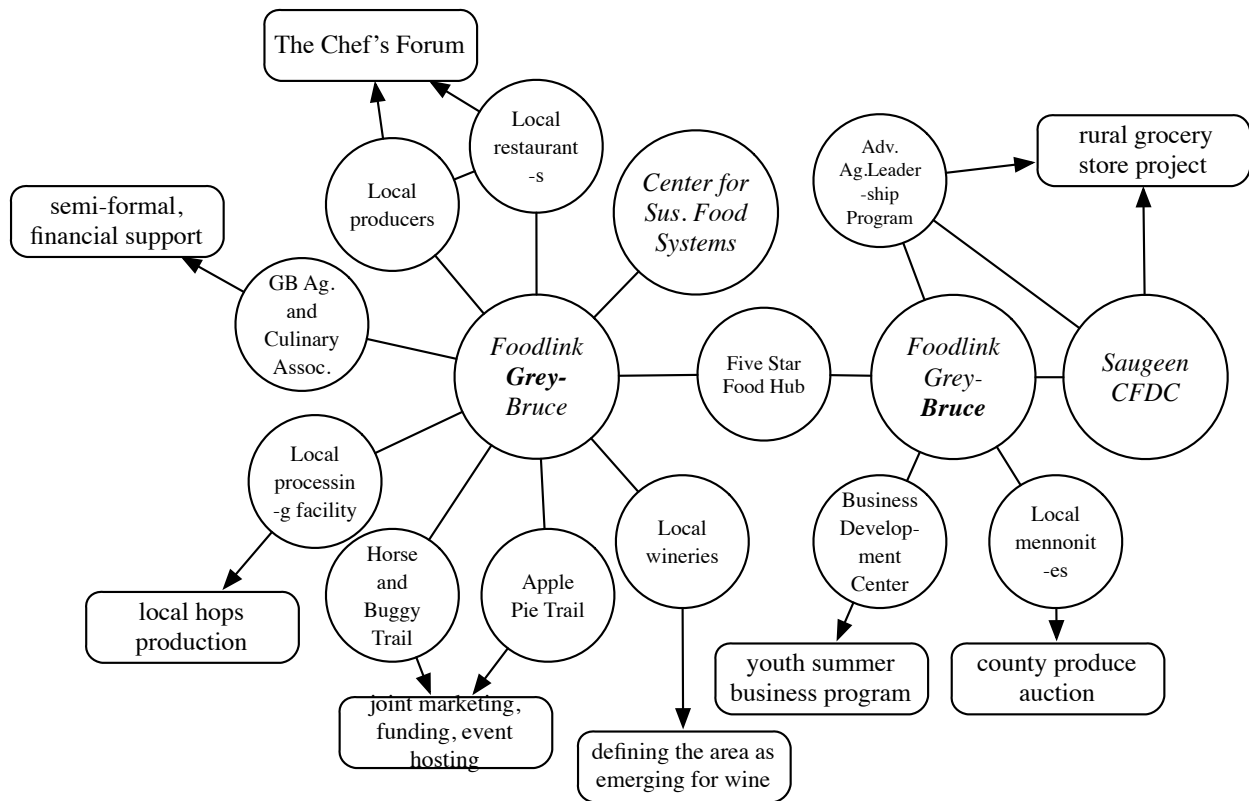 The Chef's Forum
Local
restaurant
-s
Local
producers
Center for
Sus. Food
Systems
Adv.
Ag.Leader
-ship
Program
rural grocery
store project
semi-formal,
financial support
GB Ag.
and
Culinary
Assoc.
Foodlink
Grey-
Bruce
Five Star
Food Hub
Foodlink
Grey-
Bruce
Saugeen
CFDC
Local
processin
-g facility
Horse
and
Buggy
Trail
Apple
Pie Trail
Local
wineries
Business
Develop-
ment
Center
Local
mennonit
-es
local hops
production
joint marketing,
funding, event
hosting
defining the area as
emerging for wine
youth summer
business program
county produce
auction